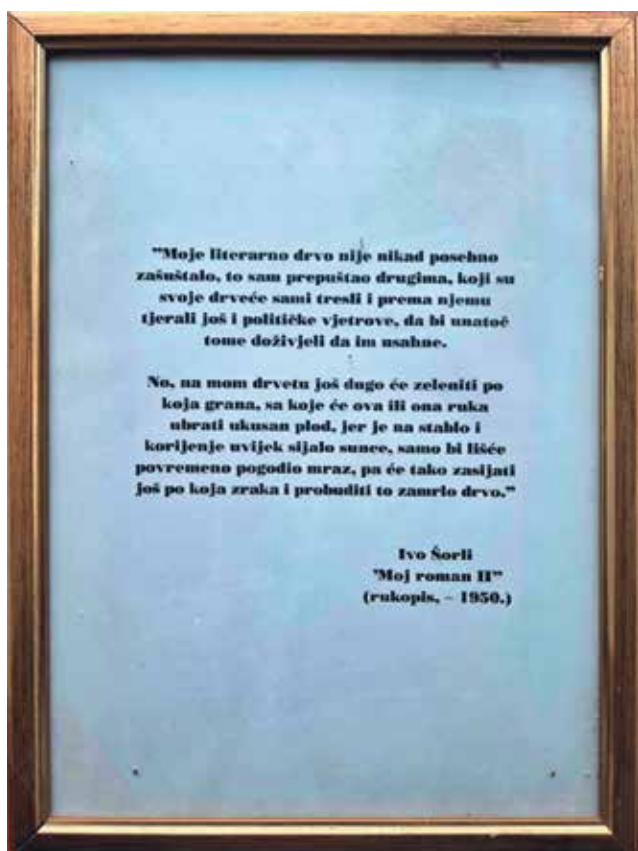 "Moje literarno drvo nije nikad posebno
zašuštalo, to sam prepuštao drugima, koji su
svoje drveće sami tresli i prema njemu
tjerali još i političke vjetrove, da bi unatoč
tome doživjeli da im usahne.
No, na mom drvetu još dugo će zeleniti po
koja grana, sa koje će ova ili ona ruka
ubrati ukusan plod, jer je na stablo i
korijenje uvijek sijalo sunce, samo bi lišće
povremeno pogodio mraz, pa će tako zasijati
još po koja zraka i probuditi to zamrlo drvo."
Ivo Šorli
"Moj roman II"
(rukopis, – 1950.)